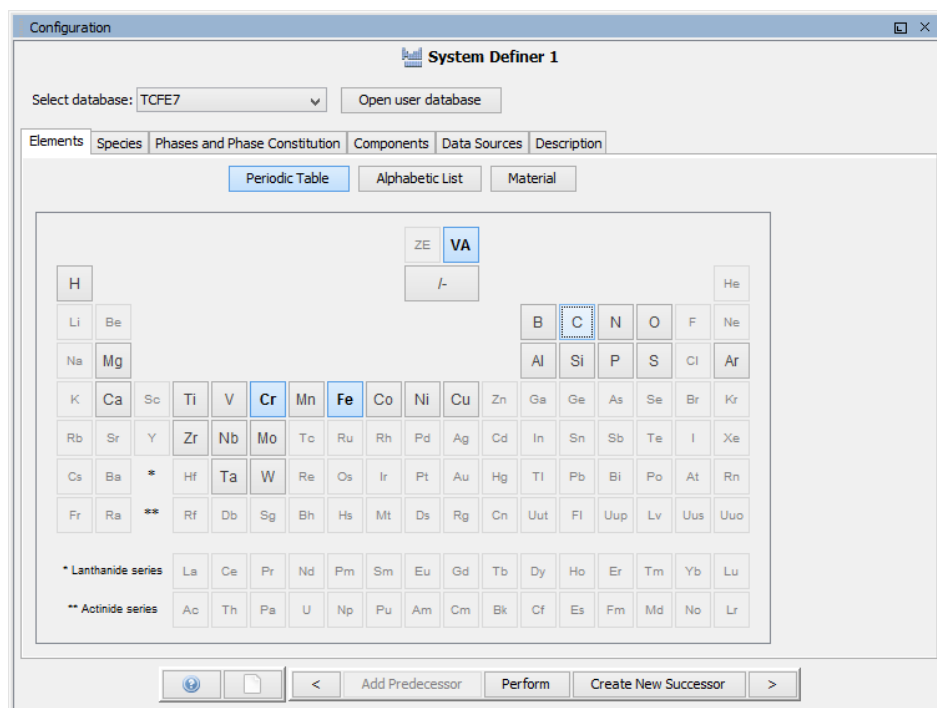 Configuration
System Definer 1
Select database: TCFE7 Open user database
Elements Species Phases and Phase Constitution Components Data Sources Description
Periodic Table Alphabetic List Material
ZE VA
H /- He
Li Be B C N O F Ne
Na Mg Al Si P S Cl Ar
K Ca Sc Ti V Cr Mn Fe Co Ni Cu Zn Ga Ge As Se Br Kr
Rb Sr Y Zr Nb Mo Tc Ru Rh Pd Ag Cd In Sn Sb Te I Xe
Cs Ba * Hf Ta W Re Os Ir Pt Au Hg Tl Pb Bi Po At Rn
Fr Ra ** Rf Db Sg Bh Hs Mt Ds Rg Cn Uut Fl Uup Lv Uus Uuo
* Lanthanide series La Ce Pr Nd Pm Sm Eu Gd Tb Dy Ho Er Tm Yb Lu
** Actinide series Ac Th Pa U Np Pu Am Cm Bk Cf Es Fm Md No Lr
< Add Predecessor Perform Create New Successor >